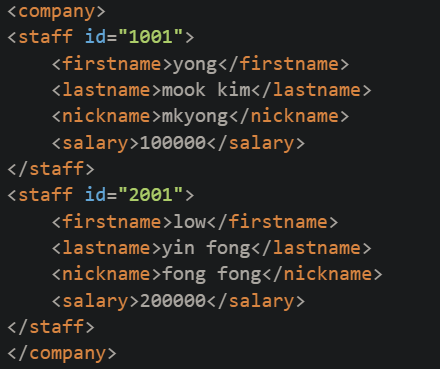 <company>
<staff id="1001">
    <firstname>yong</firstname>
    <lastname>mook kim</lastname>
    <nickname>mkyong</nickname>
    <salary>100000</salary>
</staff>
<staff id="2001">
    <firstname>low</firstname>
    <lastname>yin fong</lastname>
    <nickname>fong fong</nickname>
    <salary>200000</salary>
</staff>
</company>